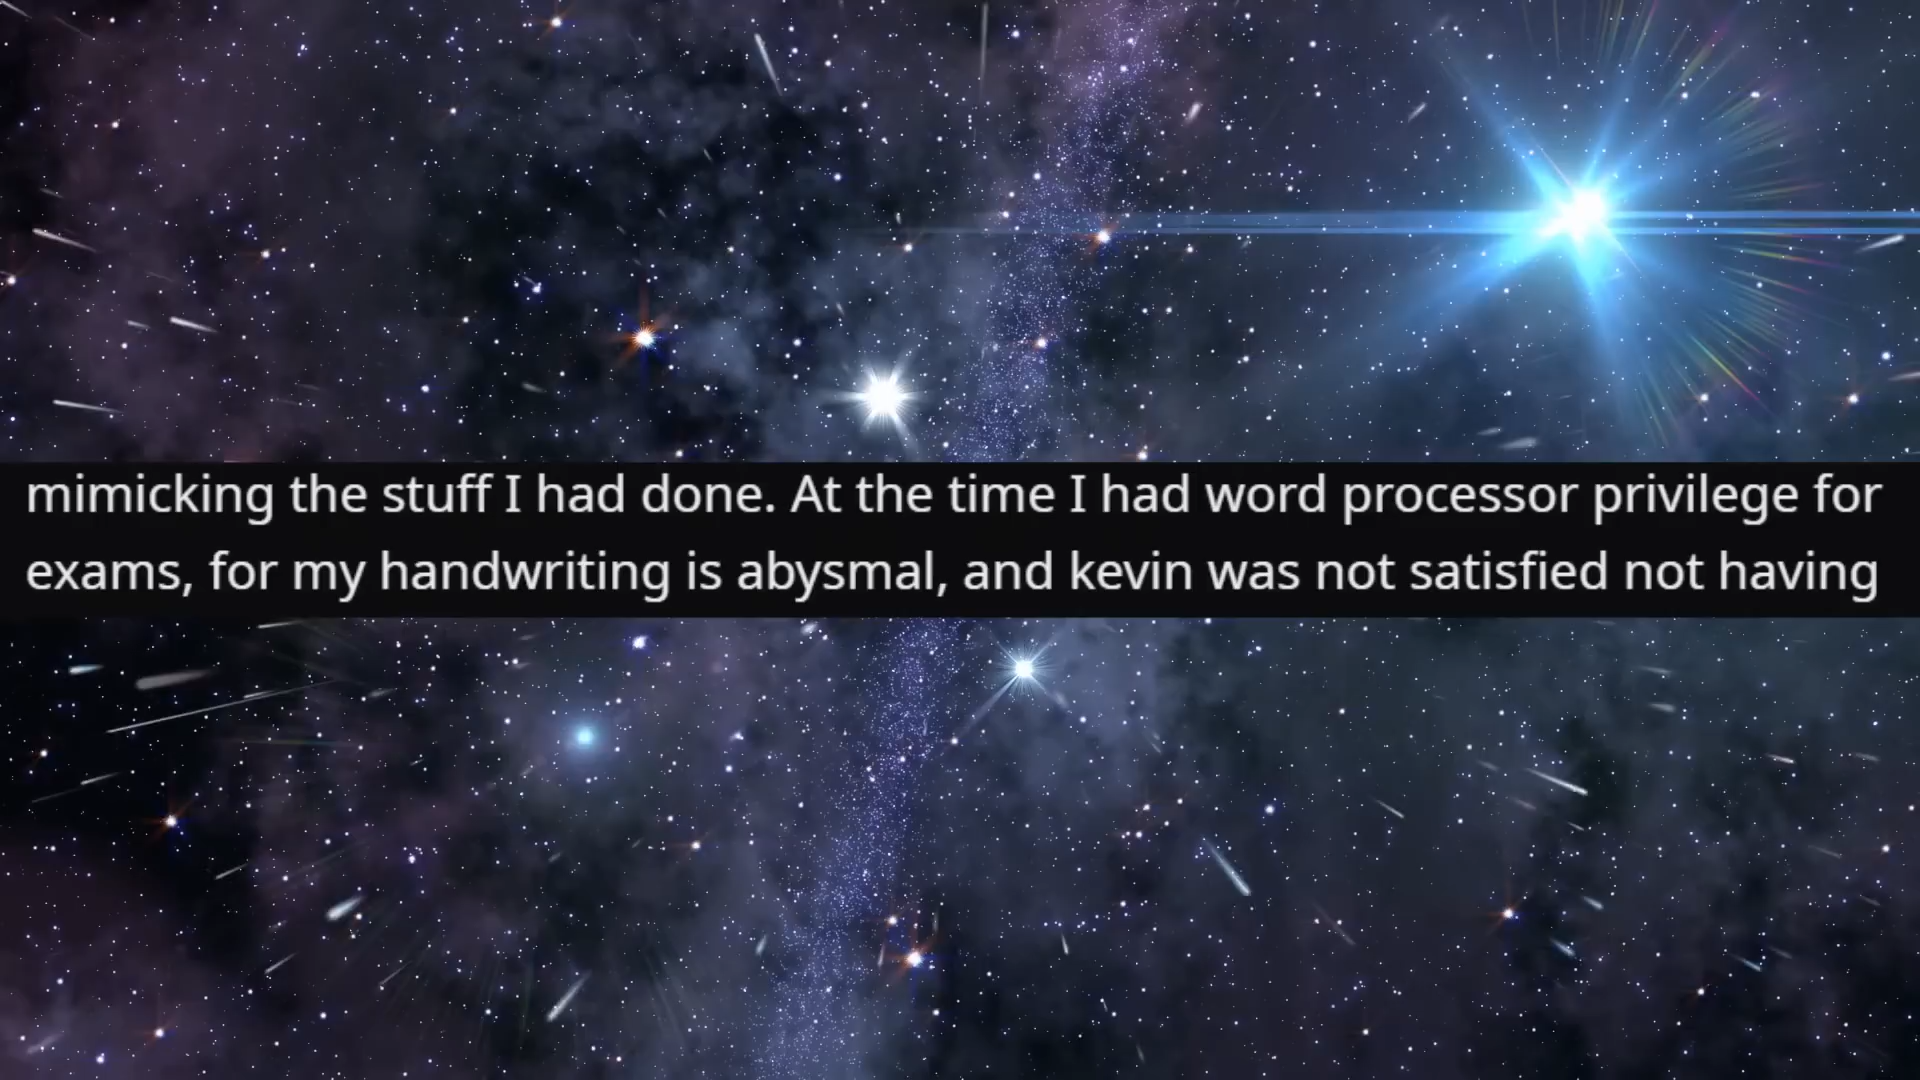 mimicking the stuff I had done. At the time I had word processor privilege for
exams, for my handwriting is abysmal, and kevin was not satisfied not having